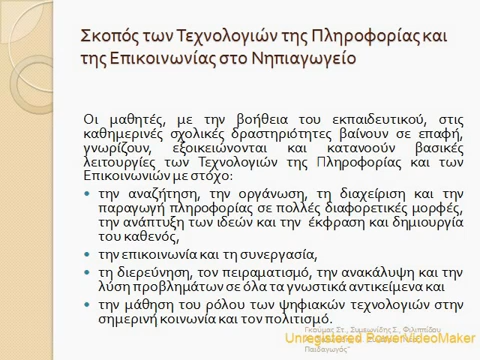 Σκοπός των Τεχνολογιών της Πληροφορίας και
της Επικοινωνίας στο Νηπιαγωγείο
Οι μαθητές, με την βοήθεια του εκπαιδευτικού, στις
καθημερινές σχολικές δραστηριότητες βαίνουν σε επαφή,
γνωρίζουν, εξοικειώνονται και κατανοούν βασικές
λειτουργίες των Τεχνολογιών της Πληροφορίας και των
Επικοινωνιών με στόχο:
• την αναζήτηση, την οργάνωση, τη διαχείριση και την
παραγωγή πληροφορίας σε πολλές διαφορετικές μορφές,
την ανάπτυξη των ιδεών και την έκφραση και δημιουργία
του καθενός,
• την επικοινωνία και τη συνεργασία,
• τη διερεύνηση, τον πειραματισμό, την ανακάλυψη και την
λύση προβλημάτων σε όλα τα γνωστικά αντικείμενα και
• την μάθηση του ρόλου των ψηφιακών τεχνολογιών στην
σημερινή κοινωνία και τον πολιτισμό.
Γκαύμας Στ., Συμεωνίδης Σ., Φιλιππίδου
Unregistered PowerVideoMaker
Παιδαγωγός"